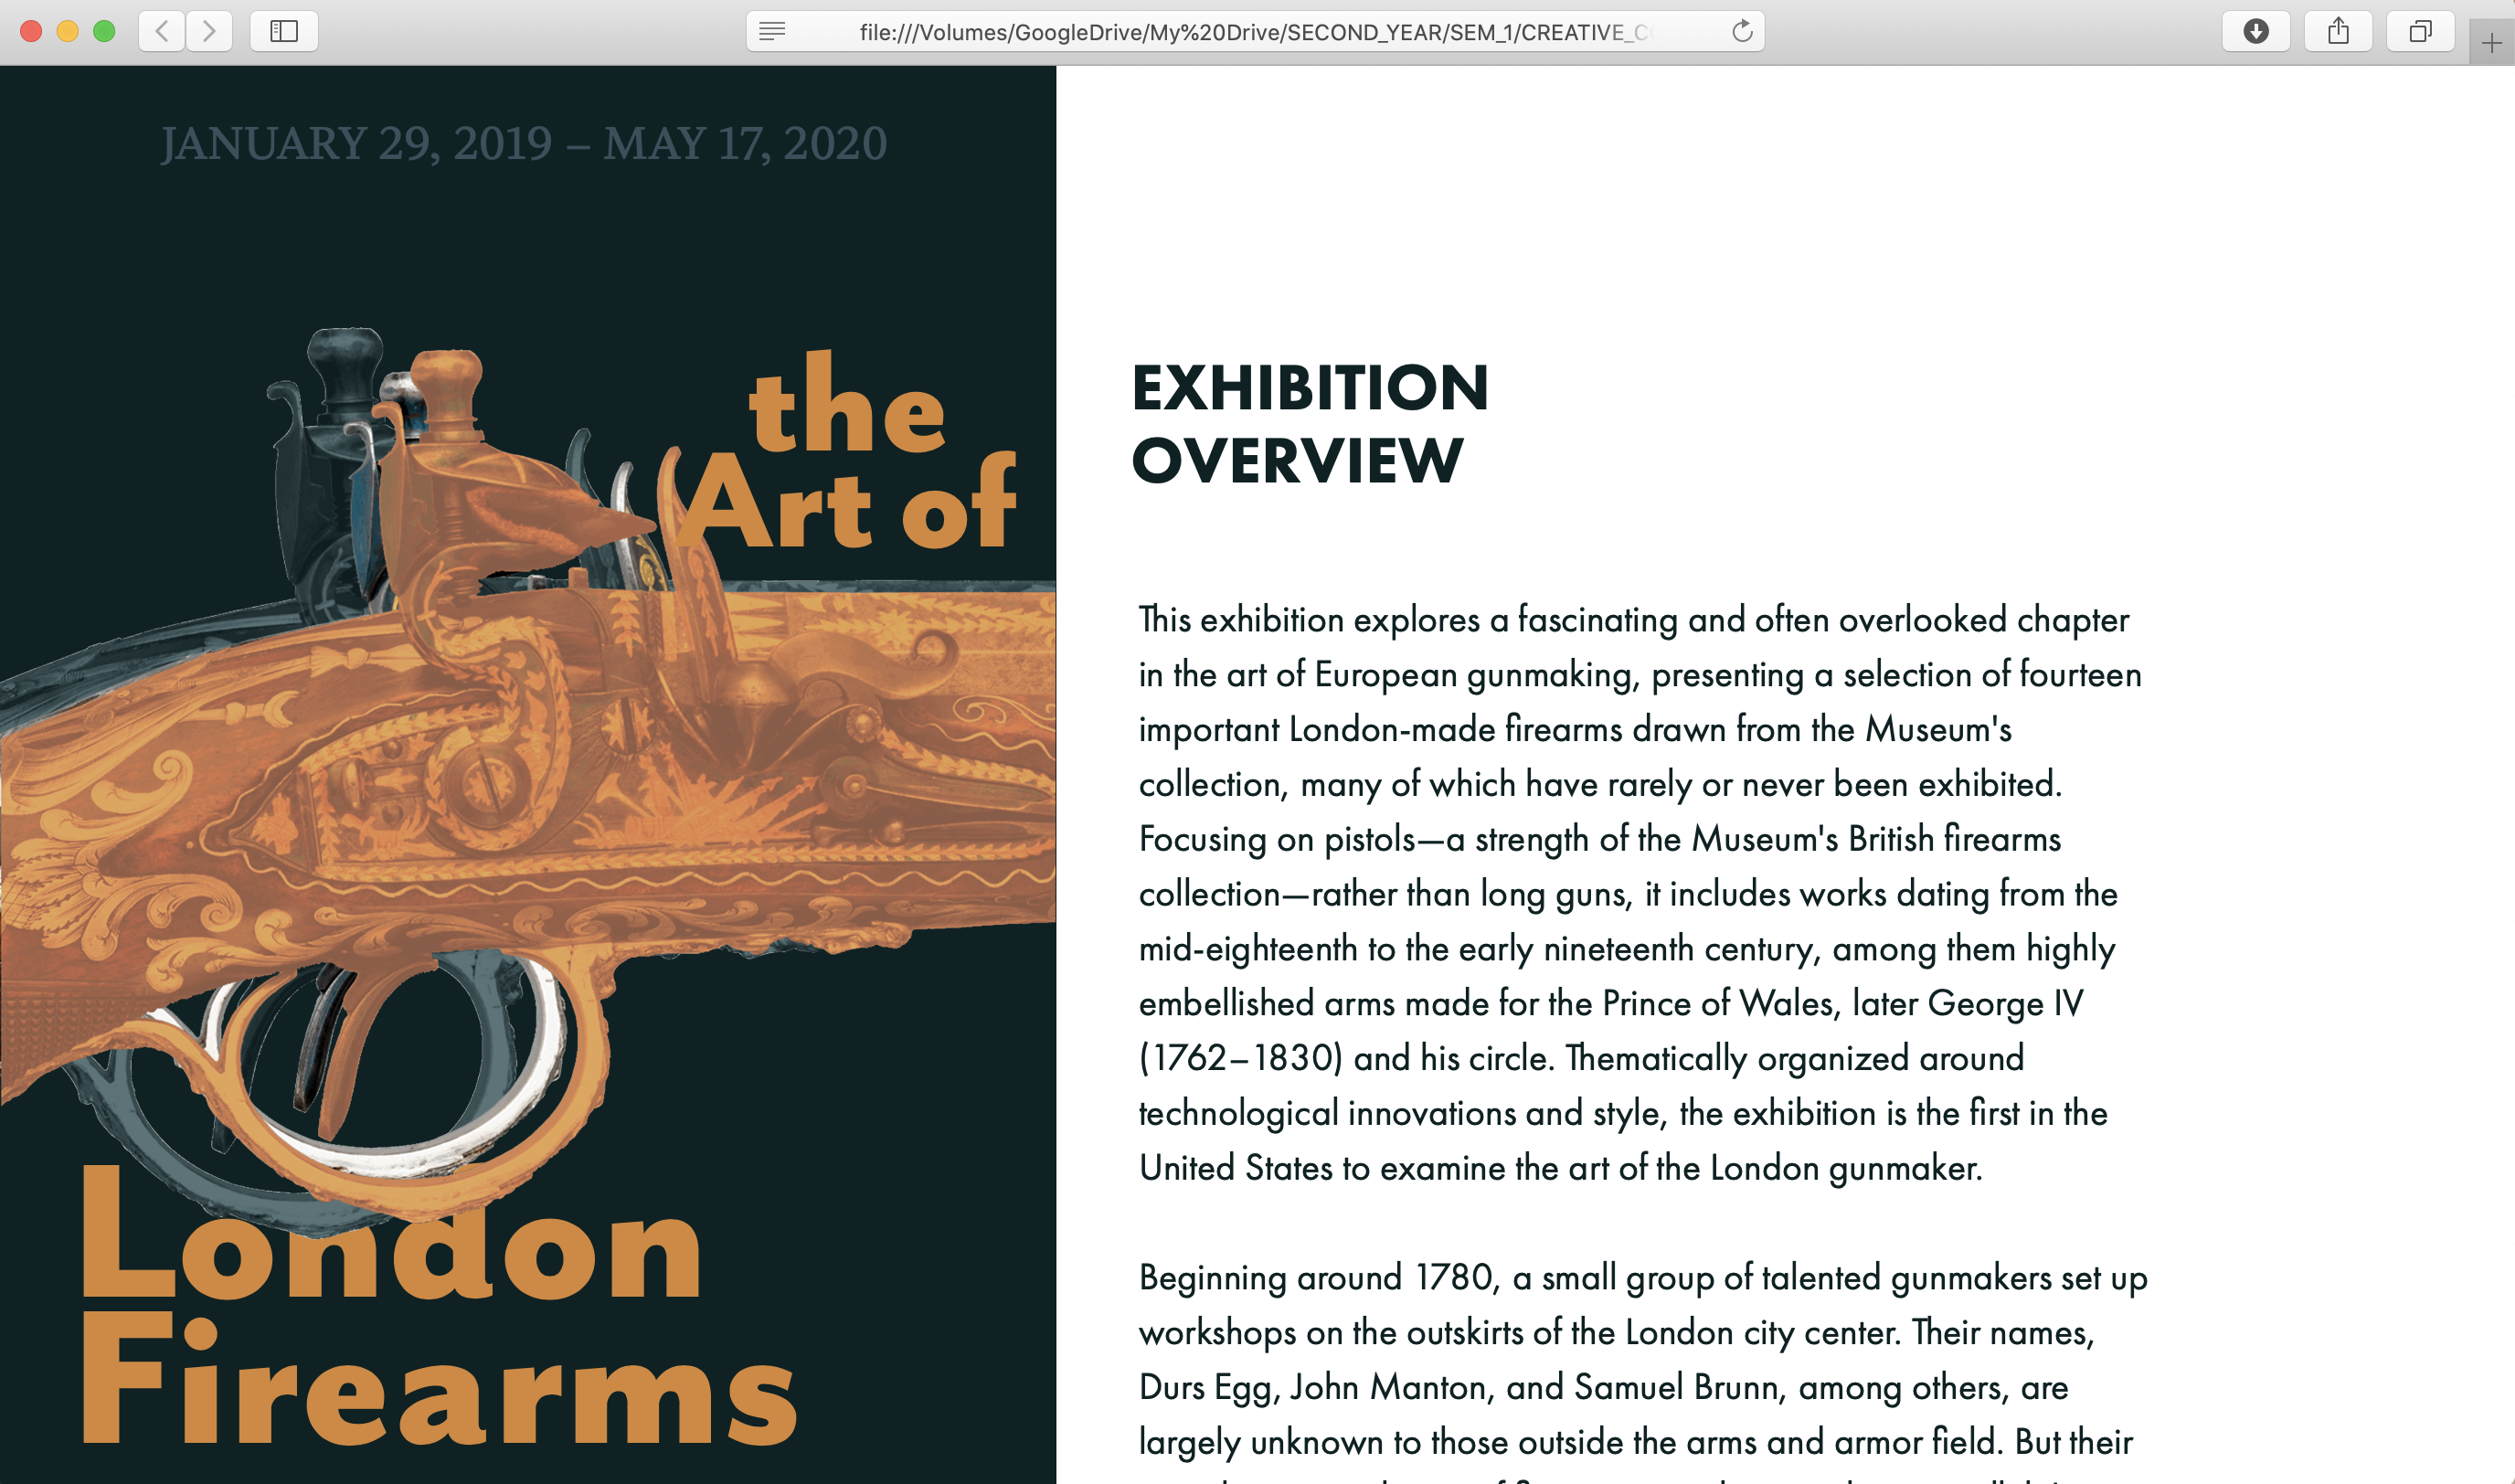 file:///Volumes/GoogleDrive/My%20Drive/SECOND_YEAR/SEM_1/CREATIVE_
JANUARY 29, 2019 – MAY 17, 2020
the
Art of
London
Firearms
EXHIBITION
OVERVIEW
This exhibition explores a fascinating and often overlooked chapter
in the art of European gunmaking, presenting a selection of fourteen
important London-made firearms drawn from the Museum's
collection, many of which have rarely or never been exhibited.
Focusing on pistols—a strength of the Museum's British firearms
collection—rather than long guns, it includes works dating from the
mid-eighteenth to the early nineteenth century, among them highly
embellished arms made for the Prince of Wales, later George IV
(1762–1830) and his circle. Thematically organized around
technological innovations and style, the exhibition is the first in the
United States to examine the art of the London gunmaker.
Beginning around 1780, a small group of talented gunmakers set up
workshops on the outskirts of the London city center. Their names,
Durs Egg, John Manton, and Samuel Brunn, among others, are
largely unknown to those outside the arms and armor field. But their